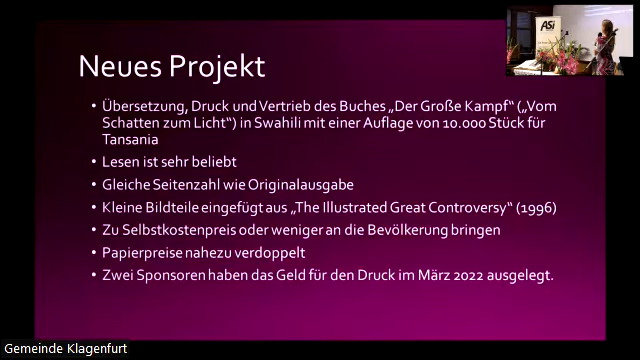 ASi
Neues Projekt
• Übersetzung, Druck und Vertrieb des Buches „Der Große Kampf“ („Vom
Schatten zum Licht“) in Swahili mit einer Auflage von 10.000 Stück für
Tansania
• Lesen ist sehr beliebt
• Gleiche Seitenzahl wie Originalausgabe
• Kleine Bildteile eingefügt aus „The Illustrated Great Controversy“ (1996)
• Zu Selbstkostenpreis oder weniger an die Bevölkerung bringen
• Papierpreise nahezu verdoppelt
• Zwei Sponsoren haben das Geld für den Druck im März 2022 ausgelegt.
Gemeinde Klagenfurt